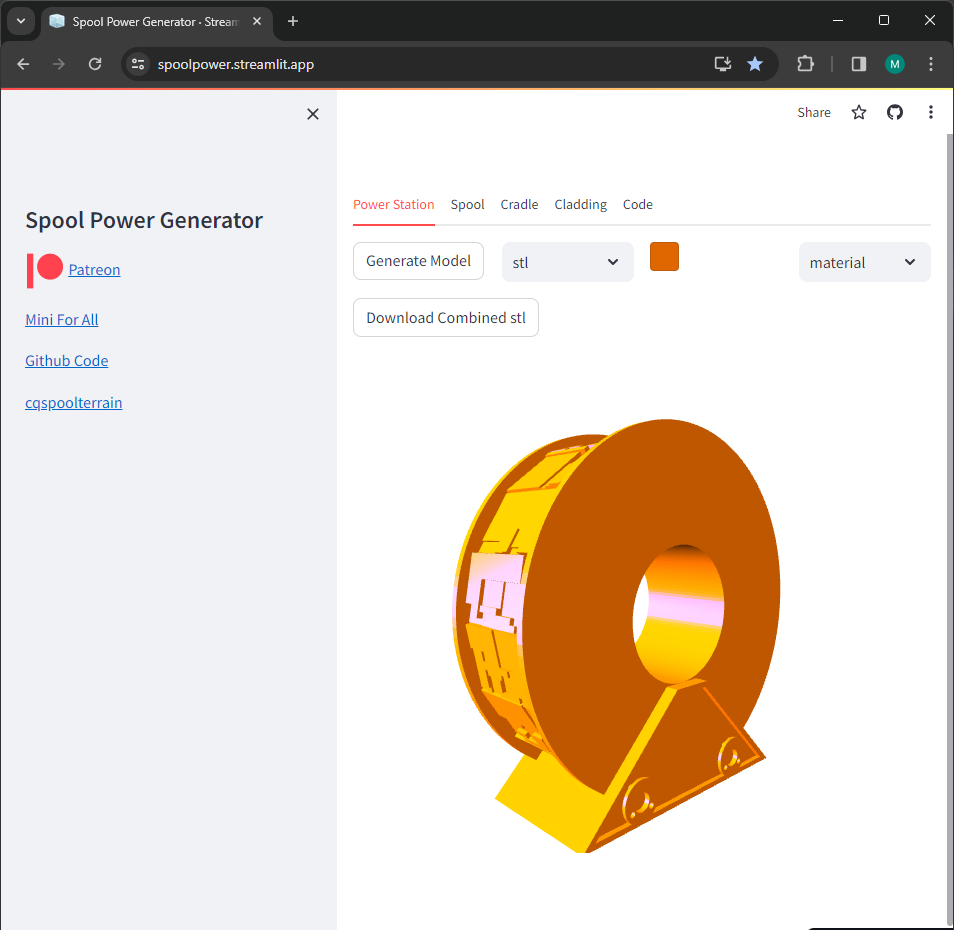 Spool Power Generator · Stream
spoolpower.streamlit.app
M
Share
Spool Power Generator
Patreon
Mini For All
Github Code
cqspoolterrain
Power Station Spool Cradle Cladding Code
Generate Model stl material
Download Combined stl